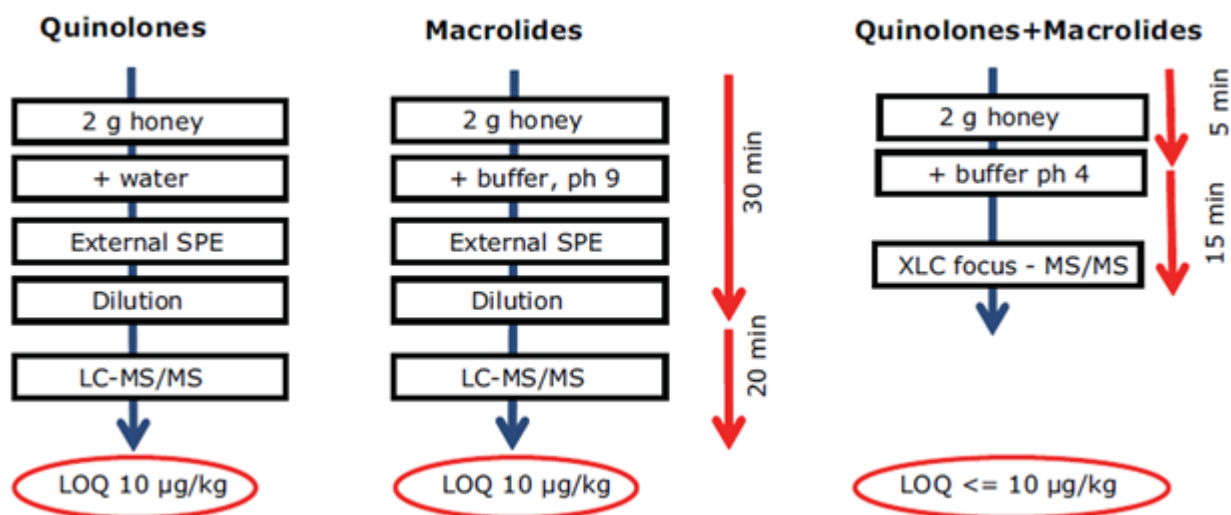 Quinolones
2 g honey
+ water
External SPE
Dilution
LC-MS/MS
LOQ 10 µg/kg
Macrolides
2 g honey
+ buffer, ph 9
External SPE
Dilution
LC-MS/MS
LOQ 10 µg/kg
30 min
20 min
Quinolones+Macrolides
2 g honey
+ buffer ph 4
XLC focus - MS/MS
LOQ <= 10 µg/kg
5 min
15 min